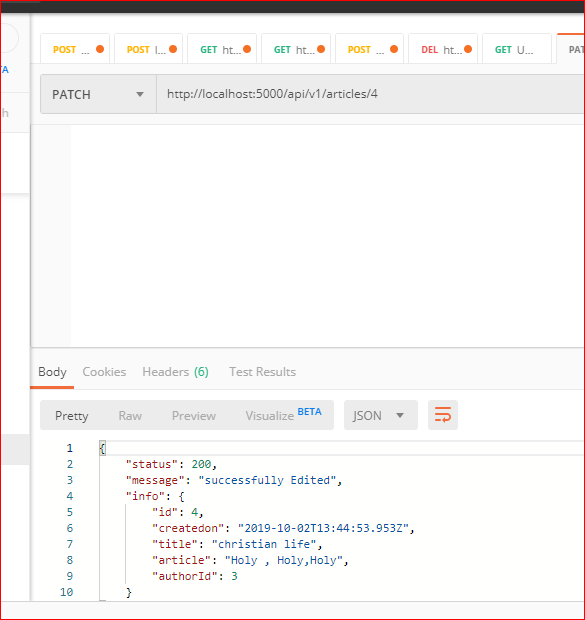 POST ...
POST l...
GET ht...
GET ht...
POST ...
DEL ht...
GET U...
PAT
TA
h
PATCH
http://localhost:5000/api/v1/articles/4
Body Cookies Headers (6) Test Results
Pretty Raw Preview Visualize BETA JSON
1 {
2 "status": 200,
3 "message": "successfully Edited",
4 "info": {
5 "id": 4,
6 "createdon": "2019-10-02T13:44:53.953Z",
7 "title": "christian life",
8 "article": "Holy , Holy,Holy",
9 "authorId": 3
10 }